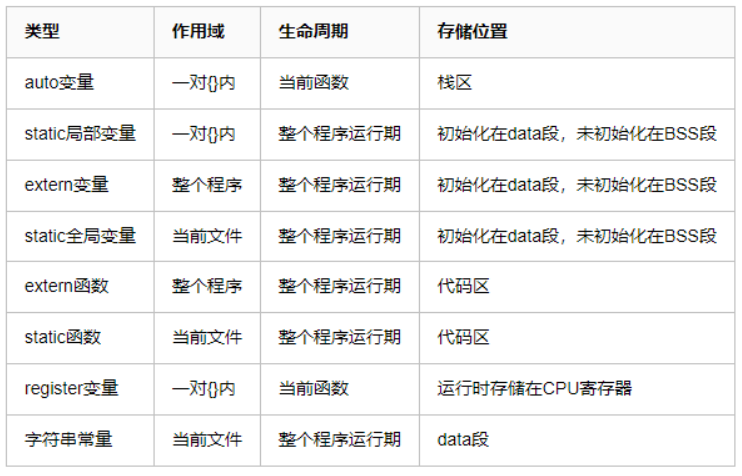 类型 作用域 生命周期 存储位置
auto变量 一对{}内 当前函数 栈区
static局部变量 一对{}内 整个程序运行期 初始化在data段，未初始化在BSS段
extern变量 整个程序 整个程序运行期 初始化在data段，未初始化在BSS段
static全局变量 当前文件 整个程序运行期 初始化在data段，未初始化在BSS段
extern函数 整个程序 整个程序运行期 代码区
static函数 当前文件 整个程序运行期 代码区
register变量 一对{}内 当前函数 运行时存储在CPU寄存器
字符串常量 当前文件 整个程序运行期 data段